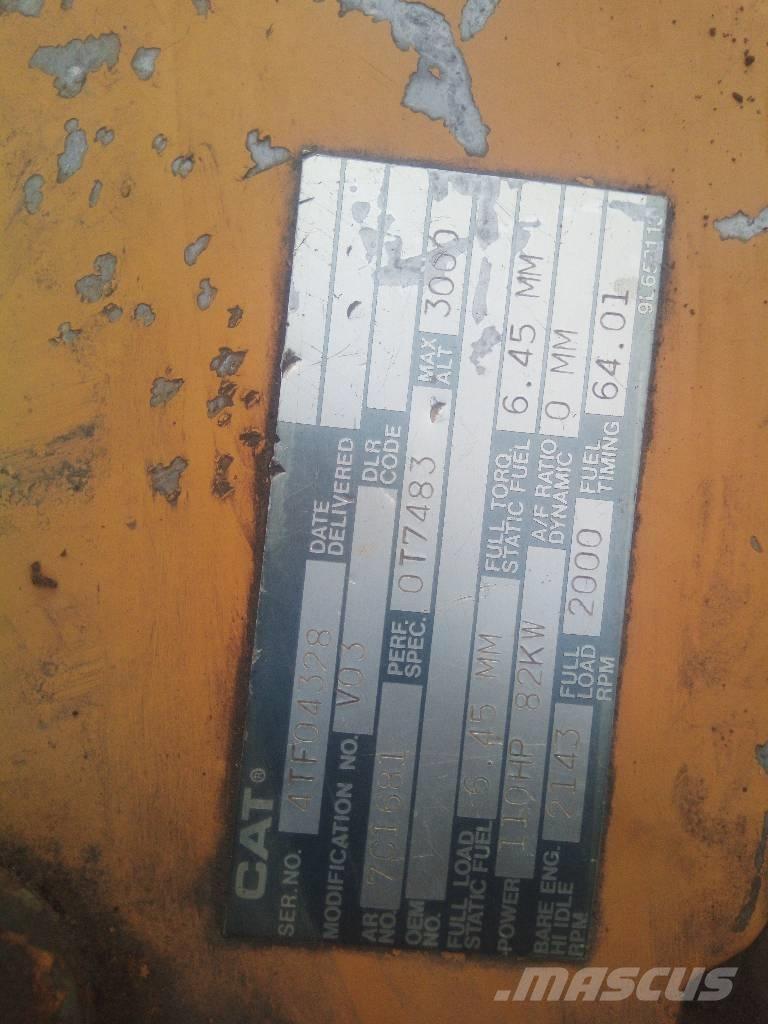 CAT®
SER. NO. 4TF04328 DATE DELIVERED
MODIFICATION NO. V03 DLR CODE
AR NO. 7C1681 PERF. SPEC. 0T7483 MAX ALT 3000
OEM NO.
FULL LOAD STATIC FUEL 6.45 MM FULL TORQ STATIC FUEL 6.45 MM
POWER 110HP 82KW A/F RATIO DYNAMIC 0 MM
BARE ENG. HI IDLE RPM 2143 FULL LOAD RPM 2000 FUEL TIMING 64.01
.MASCUS